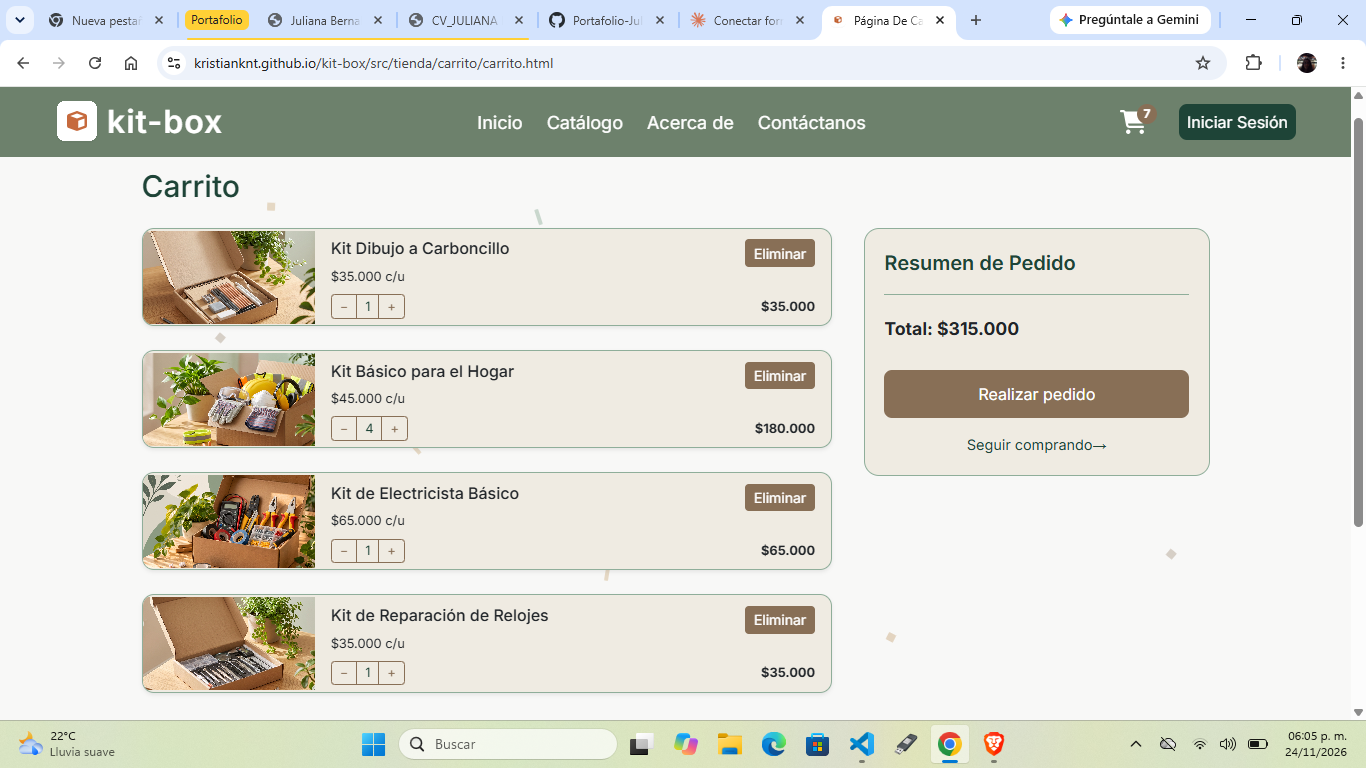 Nueva pestañ
Portafolio
Juliana Berna
CV_JULIANA
Portafolio-Jul
Conectar for
Página De Ca
Pregúntale a Gemini
kristianknt.github.io/kit-box/src/tienda/carrito/carrito.html
kit-box
Inicio
Catálogo
Acerca de
Contáctanos
7
Iniciar Sesión
Carrito
Kit Dibujo a Carboncillo
Eliminar
$35.000 c/u
− 1 +
$35.000
Kit Básico para el Hogar
Eliminar
$45.000 c/u
− 4 +
$180.000
Kit de Electricista Básico
Eliminar
$65.000 c/u
− 1 +
$65.000
Kit de Reparación de Relojes
Eliminar
$35.000 c/u
− 1 +
$35.000
Resumen de Pedido
Total: $315.000
Realizar pedido
Seguir comprando→
22°C
Lluvia suave
Buscar
06:05 p. m.
24/11/2026